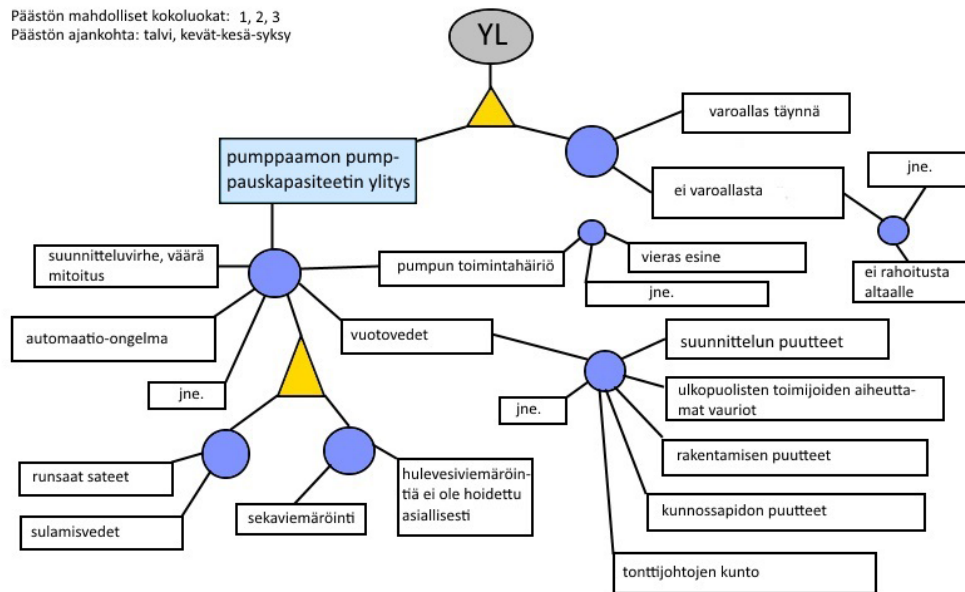 Päästön mahdolliset kokoluokat: 1, 2, 3
Päästön ajankohta: talvi, kevät-kesä-syksy
YL
varoallas täynnä
pumppaamon pump-
pauskapasiteetin ylitys
ei varoallasta
jne.
suunnitteluvirhe, väärä
mitoitus
pumpun toimintahäiriö
vieras esine
jne.
ei rahoitusta
altaalle
automaatio-ongelma
vuotovedet
suunnittelun puutteet
jne.
jne.
ulkopuolisten toimijoiden aiheutta-
mat vauriot
rakentamisen puutteet
runsaat sateet
hulevesiviemäröin-
tiä ei ole hoidettu
asiallisesti
sekaviemäröinti
sulamisvedet
kunnossapidon puutteet
tonttijohtojen kunto